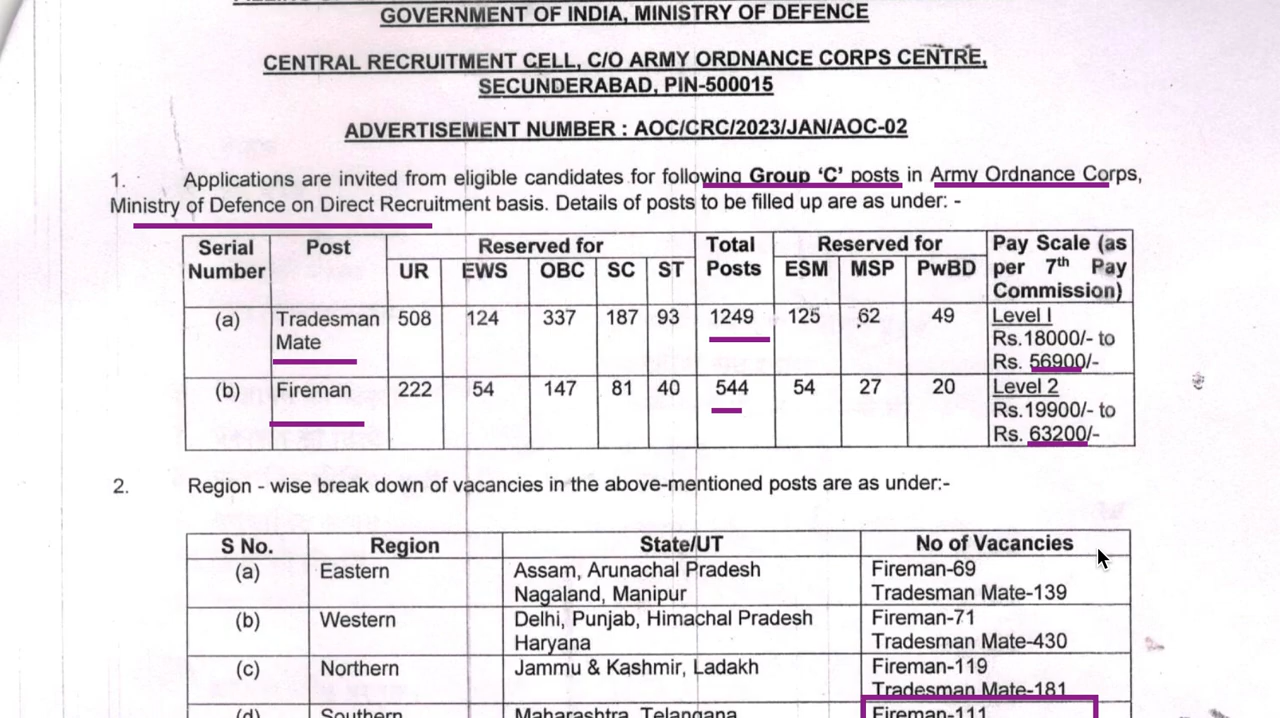 GOVERNMENT OF INDIA, MINISTRY OF DEFENCE
CENTRAL RECRUITMENT CELL, C/O ARMY ORDNANCE CORPS CENTRE,
SECUNDERABAD, PIN-500015
ADVERTISEMENT NUMBER : AOC/CRC/2023/JAN/AOC-02
1. Applications are invited from eligible candidates for following Group ‘C’ posts in Army Ordnance Corps,
Ministry of Defence on Direct Recruitment basis. Details of posts to be filled up are as under: -
Serial Number Post Reserved for Total Posts Reserved for Pay Scale (as per 7th Pay Commission)
UR EWS OBC SC ST ESM MSP PwBD
(a) Tradesman Mate 508 124 337 187 93 1249 125 62 49 Level I Rs.18000/- to Rs. 56900/-
(b) Fireman 222 54 147 81 40 544 54 27 20 Level 2 Rs.19900/- to Rs. 63200/-
2. Region - wise break down of vacancies in the above-mentioned posts are as under:-
S No. Region State/UT No of Vacancies
(a) Eastern Assam, Arunachal Pradesh Fireman-69
Nagaland, Manipur Tradesman Mate-139
(b) Western Delhi, Punjab, Himachal Pradesh Fireman-71
Haryana Tradesman Mate-430
(c) Northern Jammu & Kashmir, Ladakh Fireman-119
Tradesman Mate-181
(d) Southern Maharashtra, Telangana Fireman-111